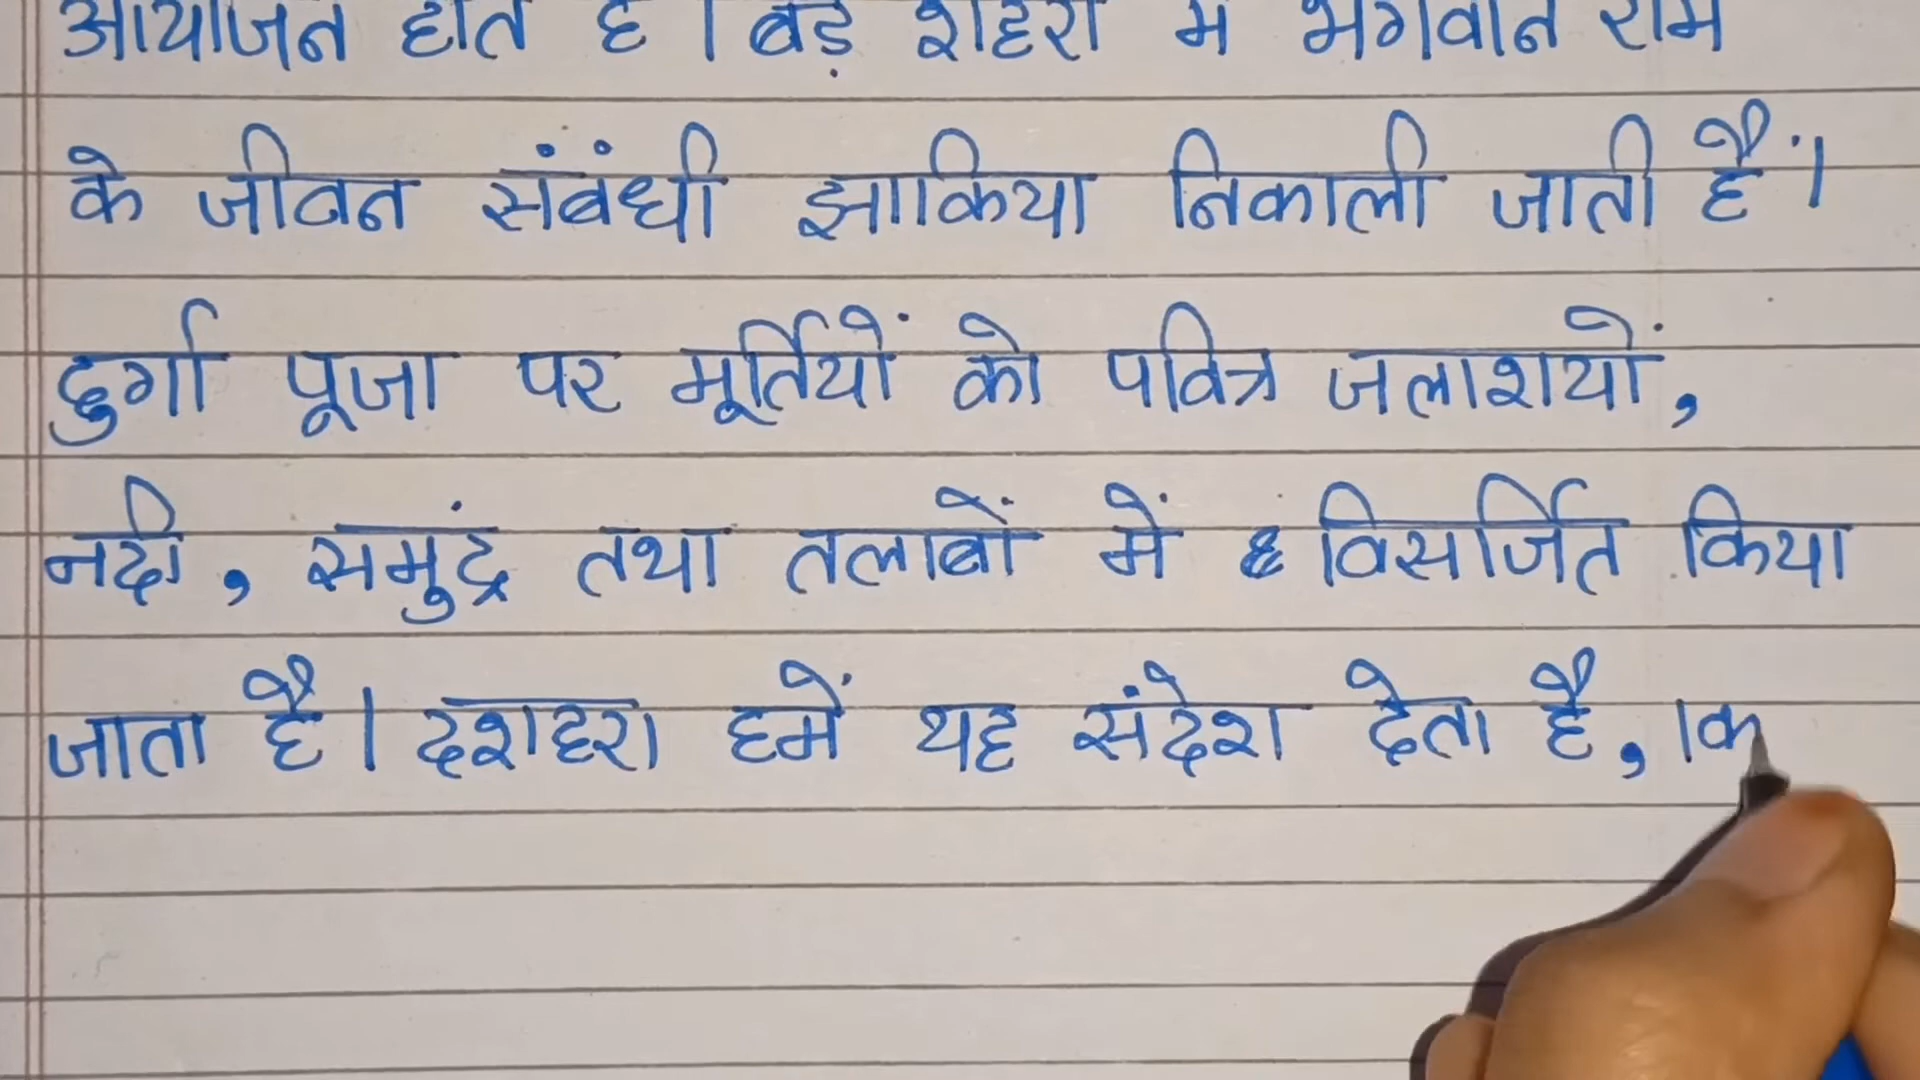 आयोजन होते है। बड़े शहरों में भगवान राम
के जीवन संबंधी झाकिया निकाली जाती हैं।
दुर्गा पूजा पर मूर्तियों को पवित्र जलाशयों,
नदी, समुंद्र तथा तलाबों में विसर्जित किया
जाता है। दशहरा हमें यह संदेश देता है,